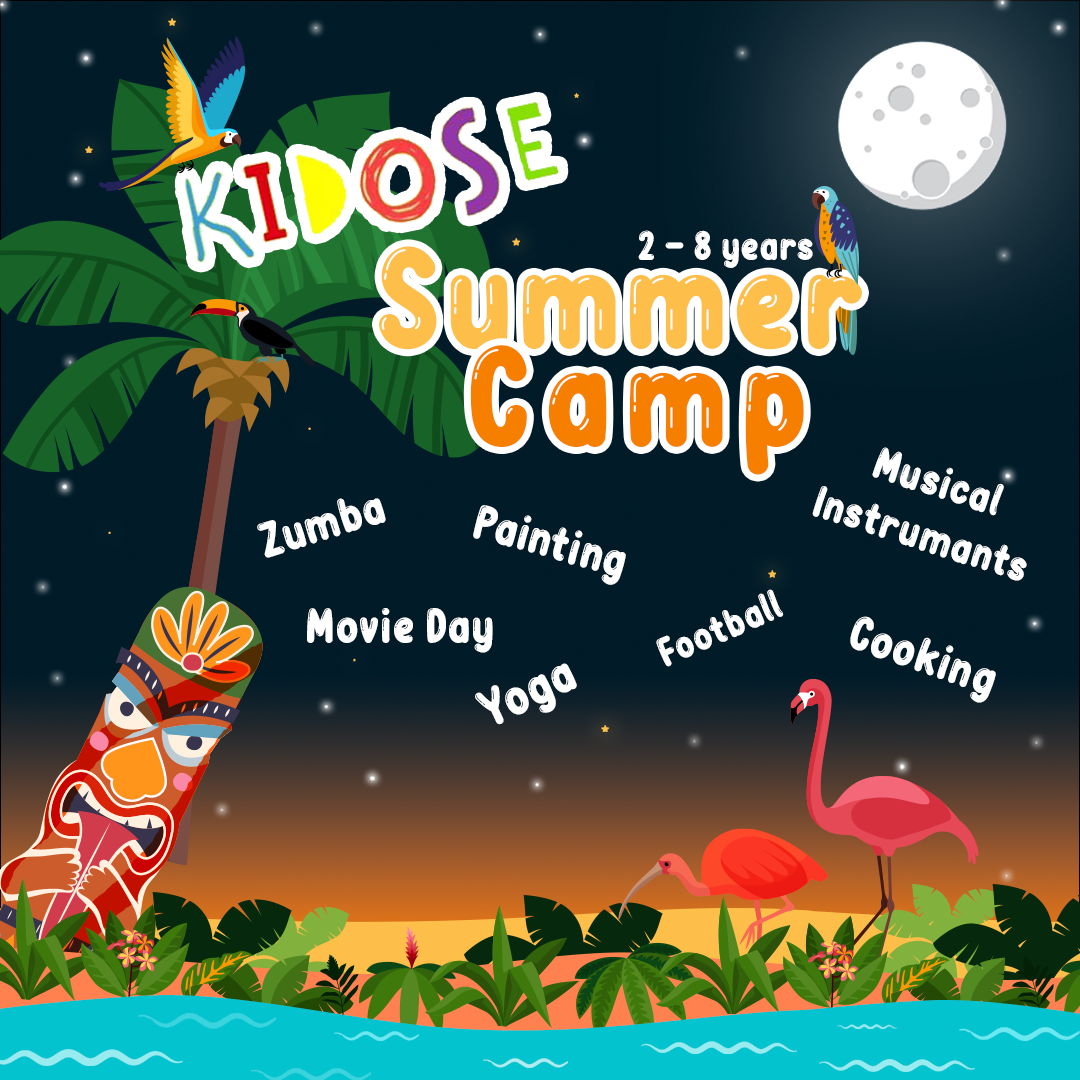 KIDOSE
2 - 8 years
Summer
Camp
Zumba
Painting
Musical
Instrumants
Movie Day
Football
Cooking
Yoga